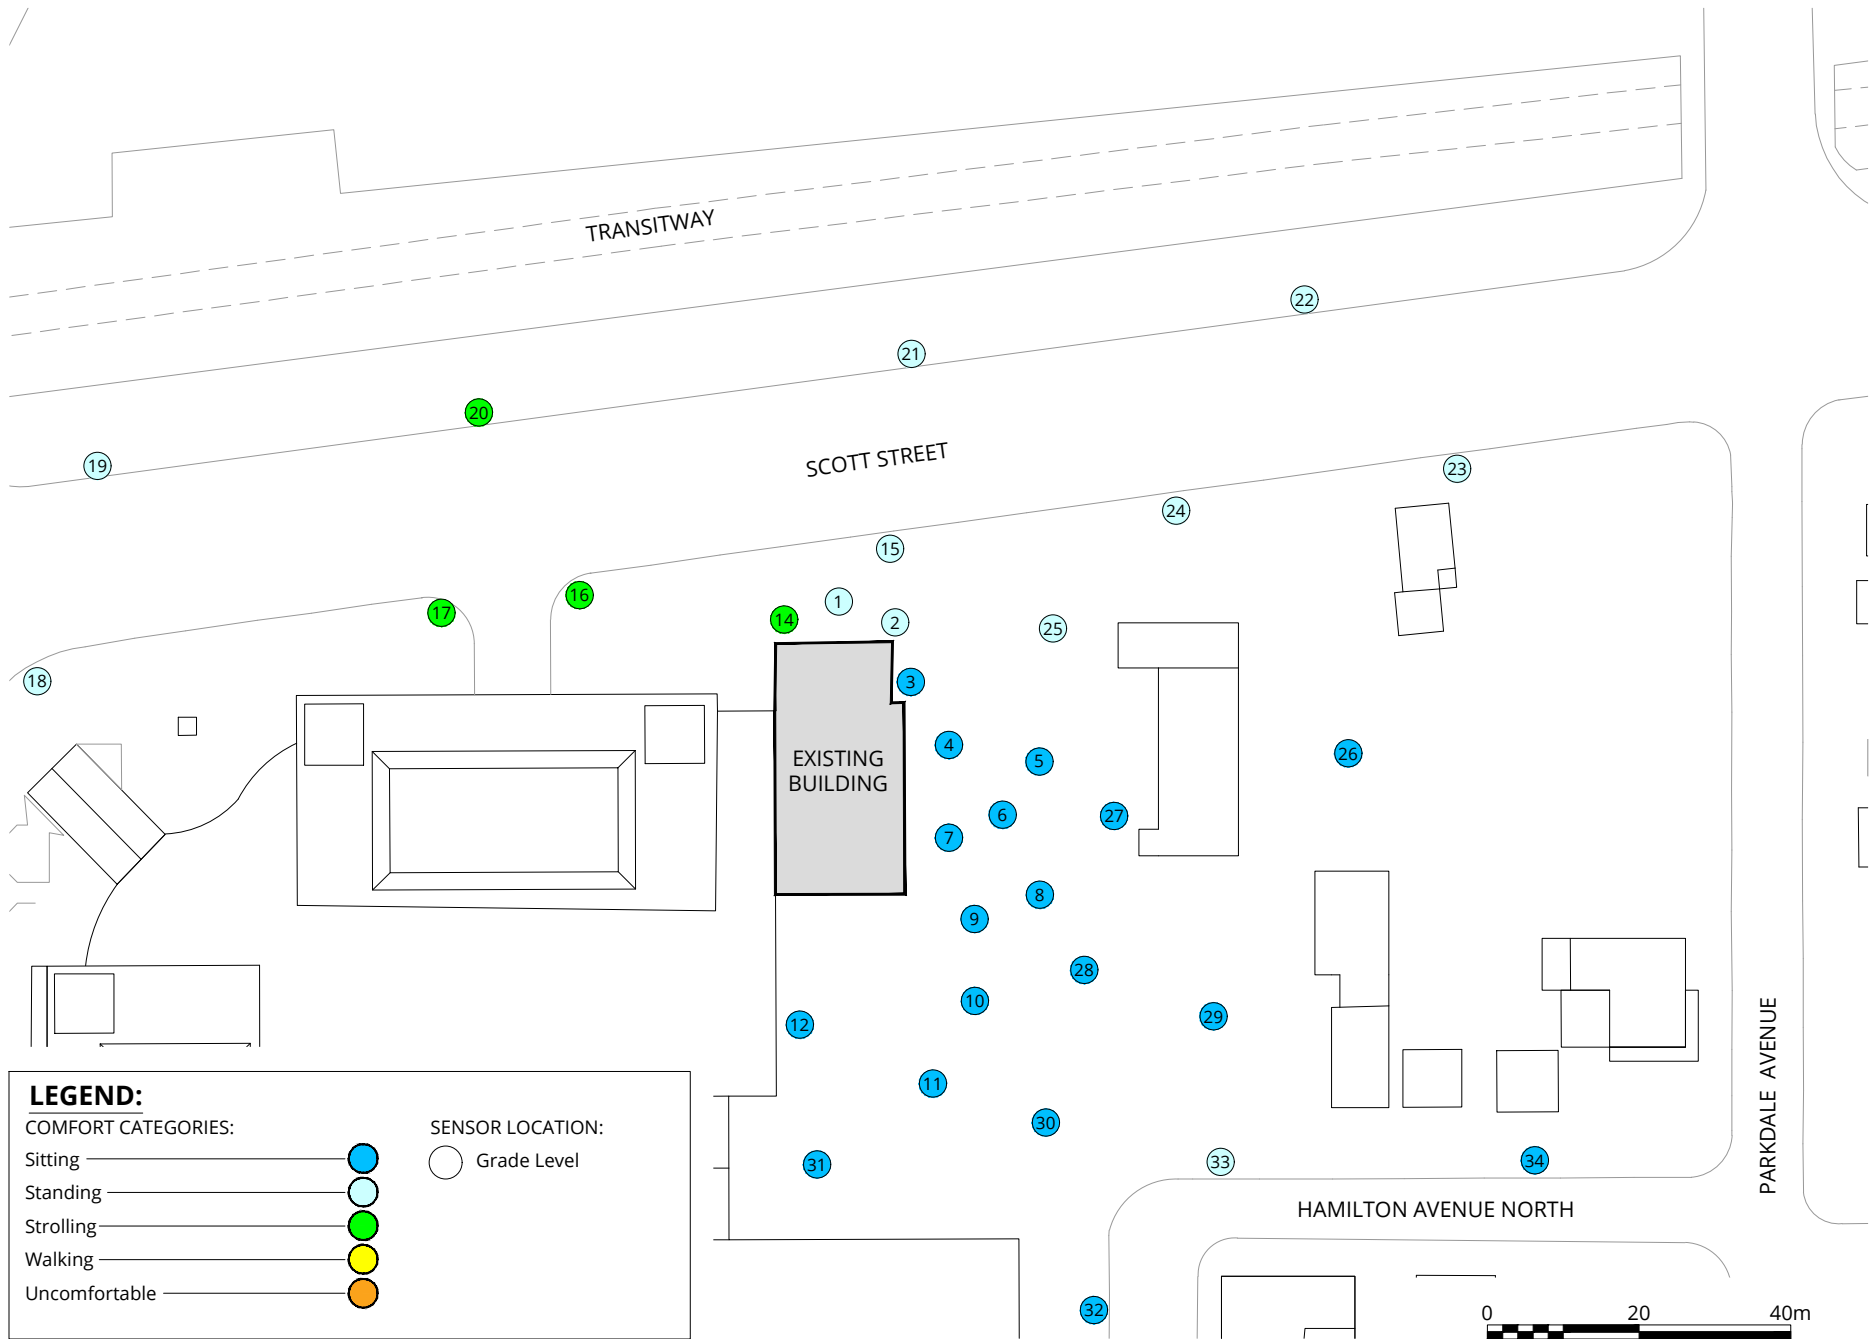 TRANSITWAY
22
21
20
19
SCOTT STREET
23
24
15
16
1
17
14
2
25
18
3
4
5
26
EXISTING
BUILDING
6
27
7
8
9
28
10
29
12
11
30
31
33
34
PARKDALE AVENUE
HAMILTON AVENUE NORTH
32
LEGEND:
COMFORT CATEGORIES:
Sitting
Standing
Strolling
Walking
Uncomfortable
SENSOR LOCATION:
Grade Level
0 20 40m